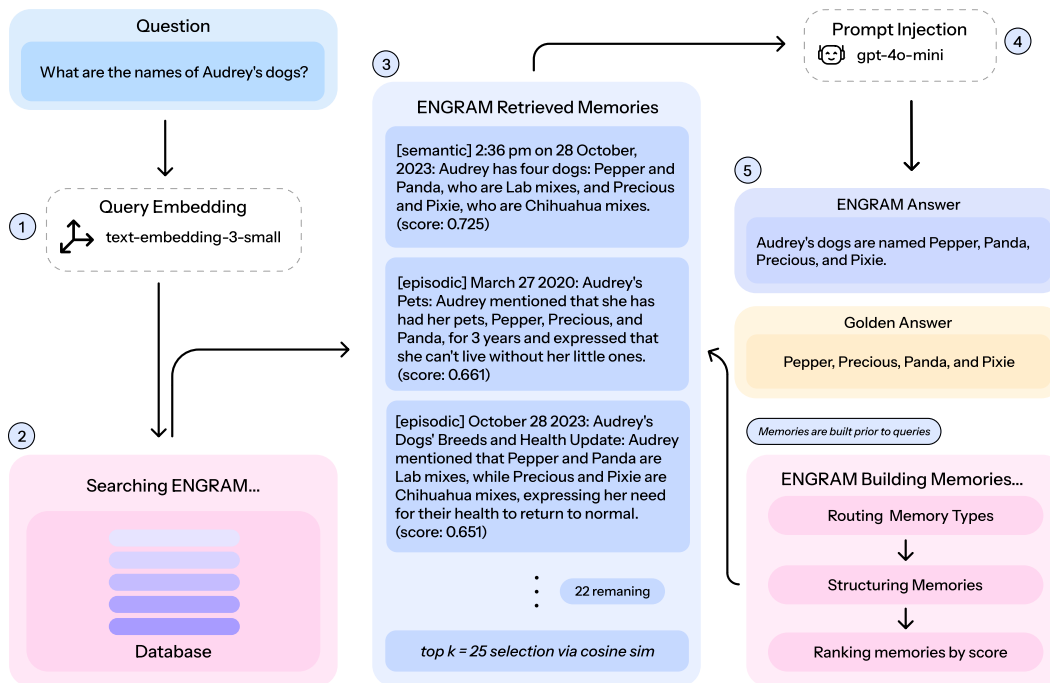 Question
What are the names of Audrey's dogs?
1
Query Embedding
text-embedding-3-small
2
Searching ENGRAM...
Database
3
ENGRAM Retrieved Memories
[semantic] 2:36 pm on 28 October,
2023: Audrey has four dogs: Pepper and
Panda, who are Lab mixes, and Precious
and Pixie, who are Chihuahua mixes.
(score: 0.725)
[episodic] March 27 2020: Audrey's
Pets: Audrey mentioned that she has
had her pets, Pepper, Precious, and
Panda, for 3 years and expressed that
she can't live without her little ones.
(score: 0.661)
[episodic] October 28 2023: Audrey's
Dogs' Breeds and Health Update: Audrey
mentioned that Pepper and Panda are
Lab mixes, while Precious and Pixie are
Chihuahua mixes, expressing her need
for their health to return to normal.
(score: 0.651)
22 remaning
top k = 25 selection via cosine sim
Prompt Injection
gpt-4o-mini
4
5
ENGRAM Answer
Audrey's dogs are named Pepper, Panda,
Precious, and Pixie.
Golden Answer
Pepper, Precious, Panda, and Pixie
Memories are built prior to queries
ENGRAM Building Memories...
Routing Memory Types
Structuring Memories
Ranking memories by score